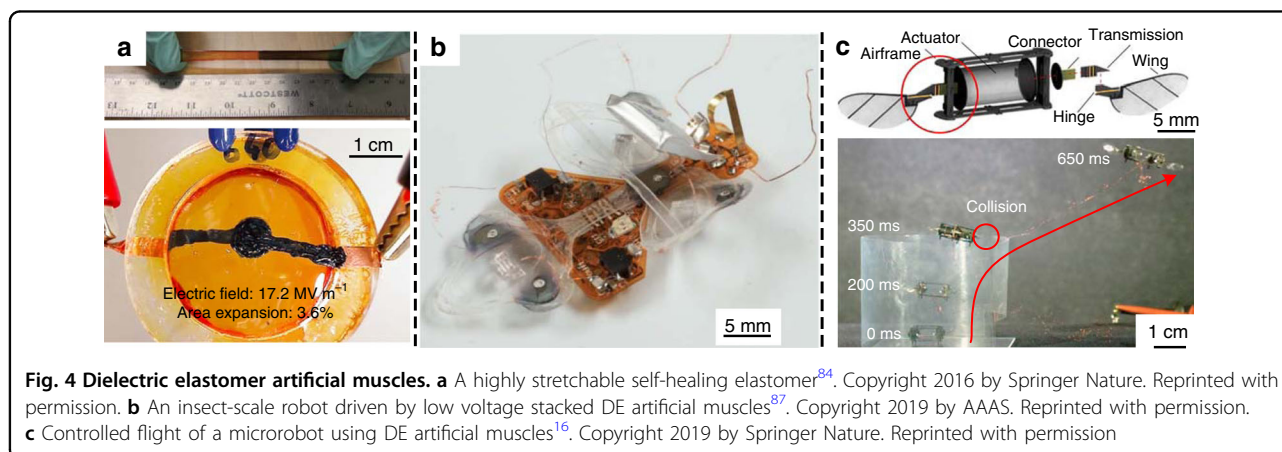 a
WESTCOTT
1 cm
Electric field: 17.2 MV m⁻¹
Area expansion: 3.6%
b
5 mm
c
Actuator
Airframe
Connector
Transmission
Wing
Hinge
5 mm
650 ms
Collision
350 ms
200 ms
0 ms
1 cm
Fig. 4 Dielectric elastomer artificial muscles. a A highly stretchable self-healing elastomer⁸⁴. Copyright 2016 by Springer Nature. Reprinted with
permission. b An insect-scale robot driven by low voltage stacked DE artificial muscles⁸⁷. Copyright 2019 by AAAS. Reprinted with permission.
c Controlled flight of a microrobot using DE artificial muscles¹⁶. Copyright 2019 by Springer Nature. Reprinted with permission